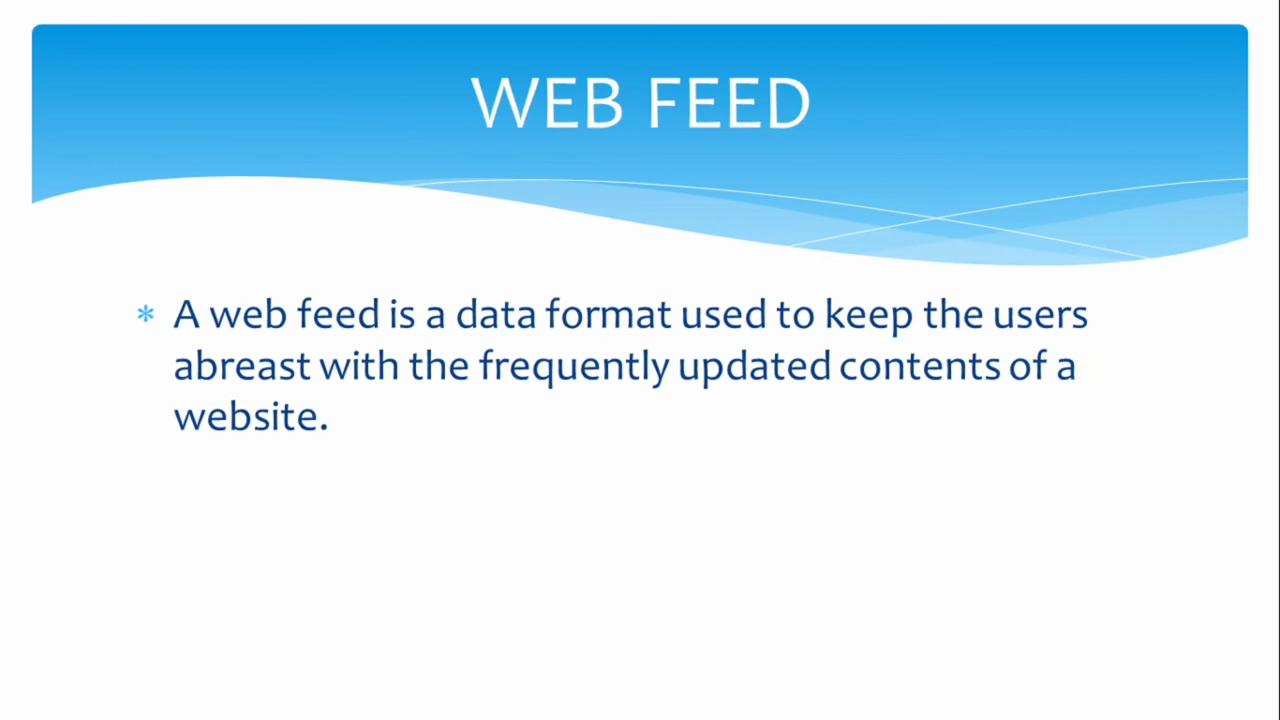 WEB FEED
* A web feed is a data format used to keep the users
abreast with the frequently updated contents of a
website.